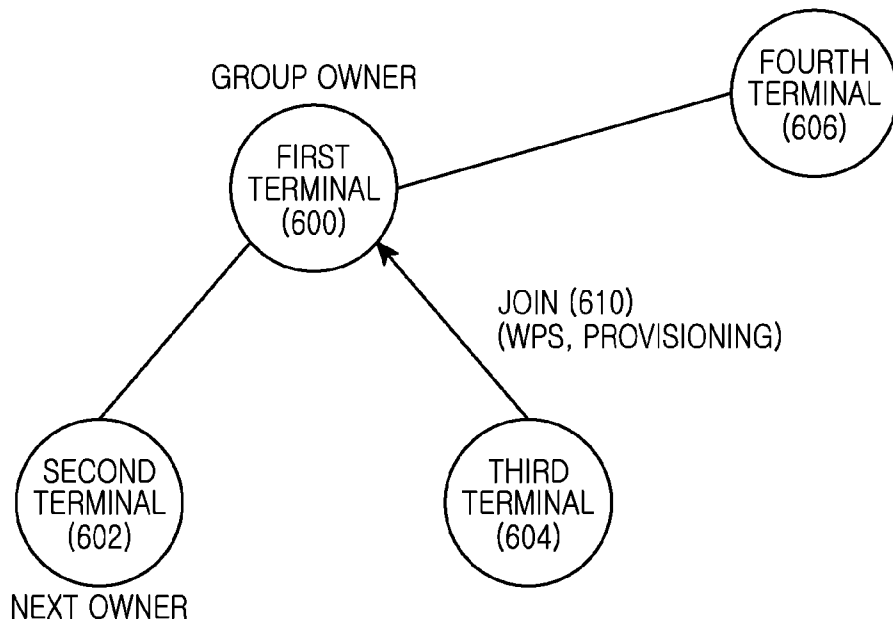 GROUP OWNER
FIRST
TERMINAL
(600)
FOURTH
TERMINAL
(606)
JOIN (610)
(WPS, PROVISIONING)
SECOND
TERMINAL
(602)
NEXT OWNER
THIRD
TERMINAL
(604)